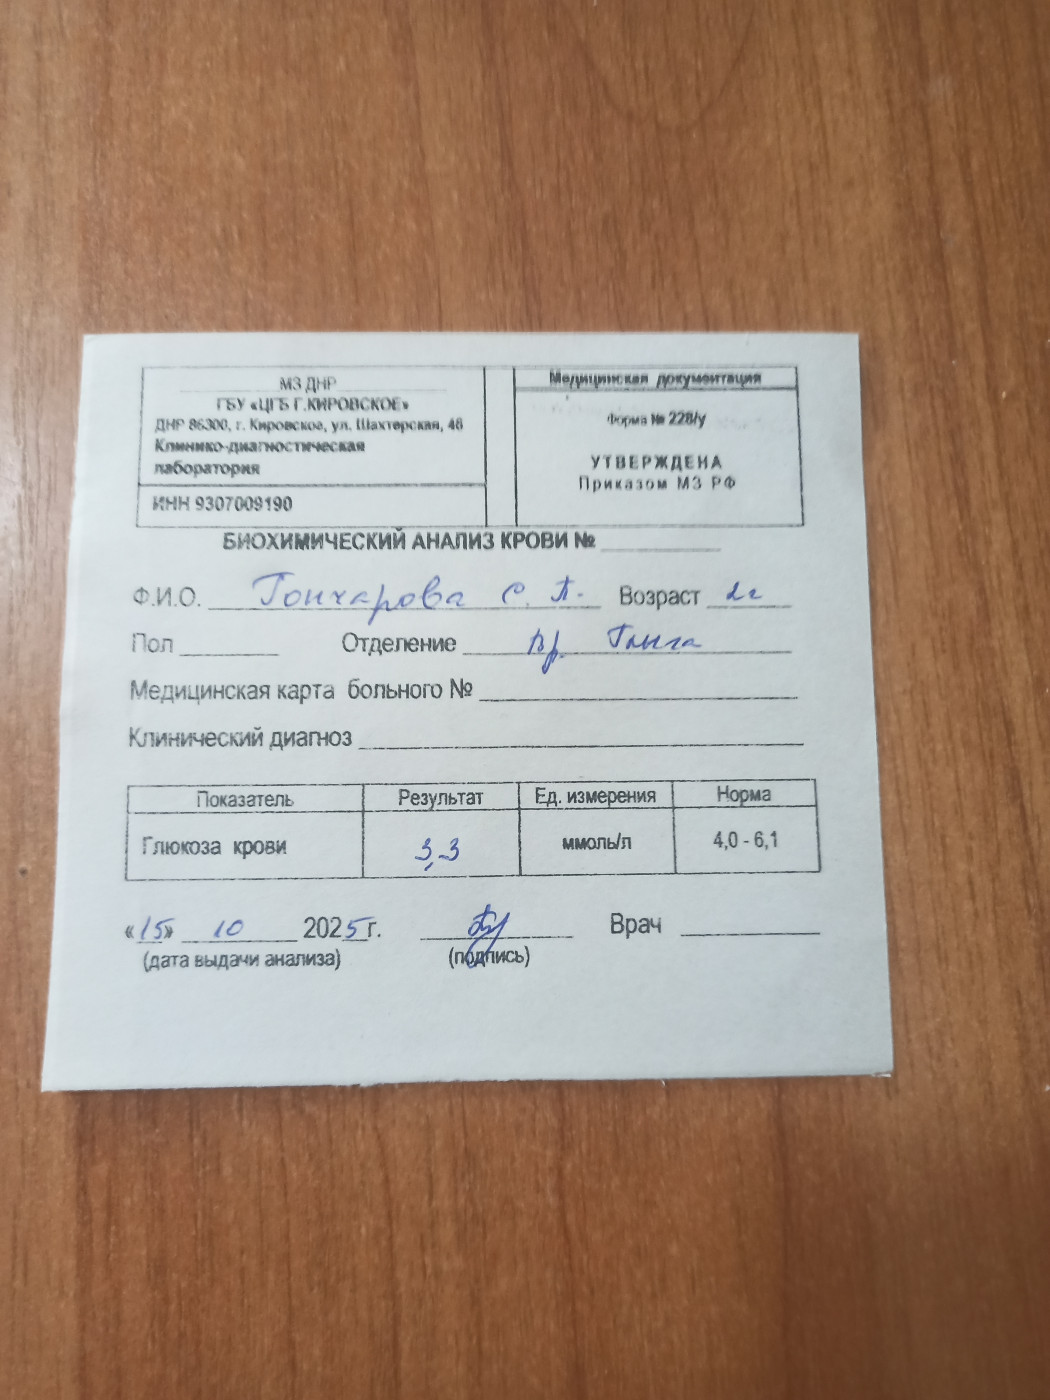 МЗ ДНР
ГБУ «ЦГБ Г.КИРОВСКОЕ»
ДНР 86300, г. Кировское, ул. Шахтерская, 48
Клинико-диагностическая
лаборатория
ИНН 9307009190
Медицинская документация
Форма № 228/у
УТВЕРЖДЕНА
Приказом МЗ РФ
БИОХИМИЧЕСКИЙ АНАЛИЗ КРОВИ №
Ф.И.О. Гончарова С. П. Возраст 2г
Пол Отделение Вр.
Медицинская карта больного №
Клинический диагноз
Показатель Результат Ед. измерения Норма
Глюкоза крови 3,3 ммоль/л 4,0 - 6,1
«15» 10 2025г. Врач
(дата выдачи анализа) (подпись)